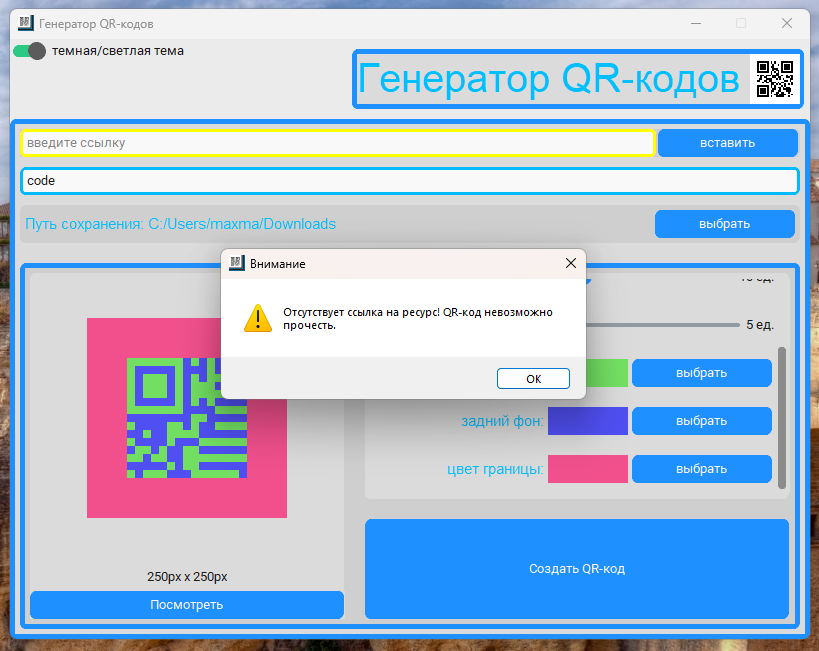 Генератор QR-кодов
темная/светлая тема
Генератор QR-кодов
введите ссылку
вставить
code
Путь сохранения: C:/Users/maxma/Downloads
выбрать
Внимание
Отсутствует ссылка на ресурс! QR-код невозможно
прочесть.
OK
5 ед.
выбрать
задний фон:
выбрать
цвет границы:
выбрать
250px x 250px
Посмотреть
Создать QR-код